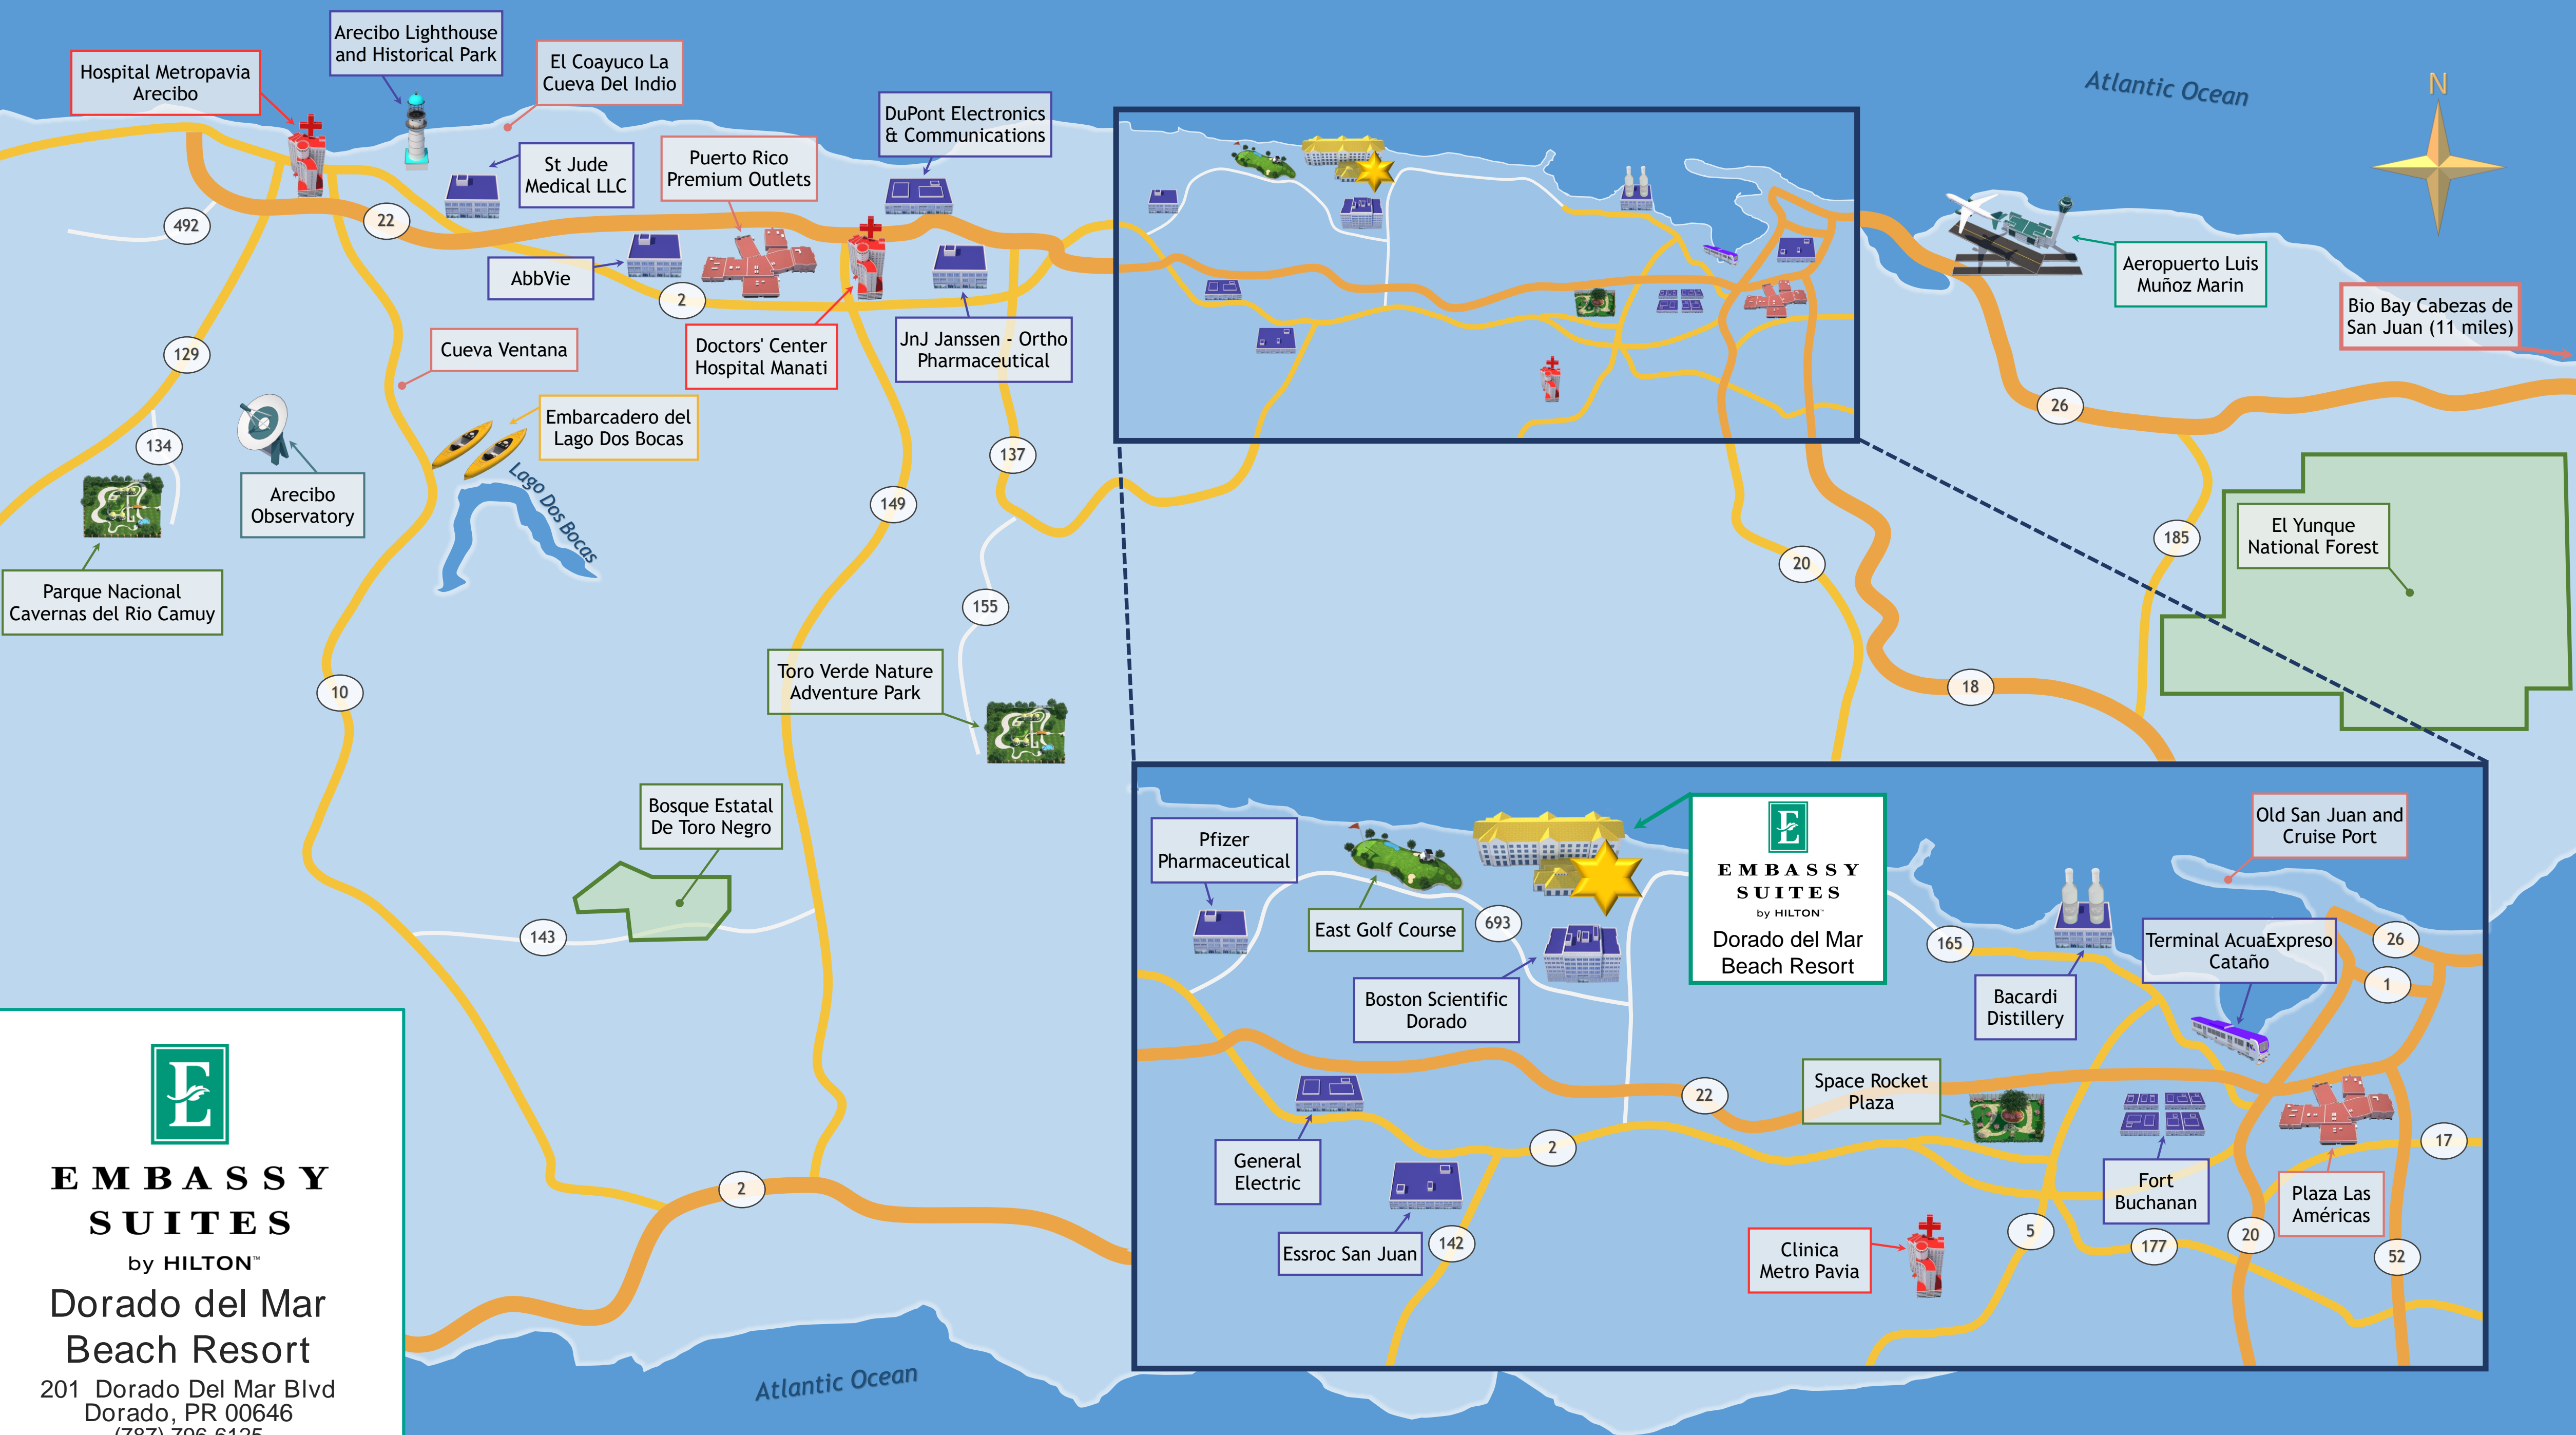 Arecibo Lighthouse
and Historical Park
Hospital Metropavia
Arecibo
El Coayuco La
Cueva Del Indio
DuPont Electronics
& Communications
Atlantic Ocean
N
St Jude
Medical LLC
Puerto Rico
Premium Outlets
492
22
AbbVie
2
Aeropuerto Luis
Muñoz Marin
Bio Bay Cabezas de
San Juan (11 miles)
129
Cueva Ventana
Doctors' Center
Hospital Manati
JnJ Janssen - Ortho
Pharmaceutical
26
134
Embarcadero del
Lago Dos Bocas
137
Lago Dos Bocas
Arecibo
Observatory
149
El Yunque
National Forest
185
20
Parque Nacional
Cavernas del Rio Camuy
155
10
Toro Verde Nature
Adventure Park
18
Bosque Estatal
De Toro Negro
143
2
Pfizer
Pharmaceutical
East Golf Course
693
Boston Scientific
Dorado
E
EMBASSY
SUITES
by HILTON™
Dorado del Mar
Beach Resort
Old San Juan and
Cruise Port
165
Terminal AcuaExpreso
Cataño
26
1
Bacardi
Distillery
22
Space Rocket
Plaza
General
Electric
2
17
Fort
Buchanan
Plaza Las
Américas
Essroc San Juan
142
Clinica
Metro Pavia
5
177
20
52
E
EMBASSY
SUITES
by HILTON™
Dorado del Mar
Beach Resort
201 Dorado Del Mar Blvd
Dorado, PR 00646
(787) 796-6125
Atlantic Ocean